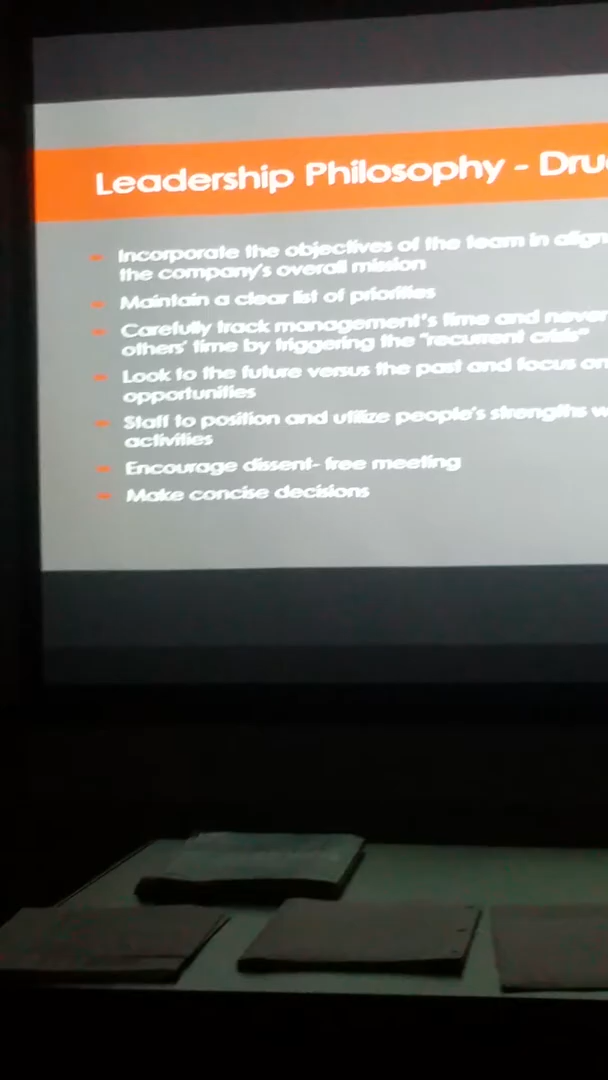 Leadership Philosophy - Dru
Incorporate the objectives of the team in align
the company's overall mission
Maintain a clear list of priorities
Carefully track management's time and never
others' time by triggering the "recurrent crisis"
Look to the future versus the past and focus on
opportunities
Staff to position and utilize people's strengths w
activities
Encourage dissent- free meeting
Make concise decisions